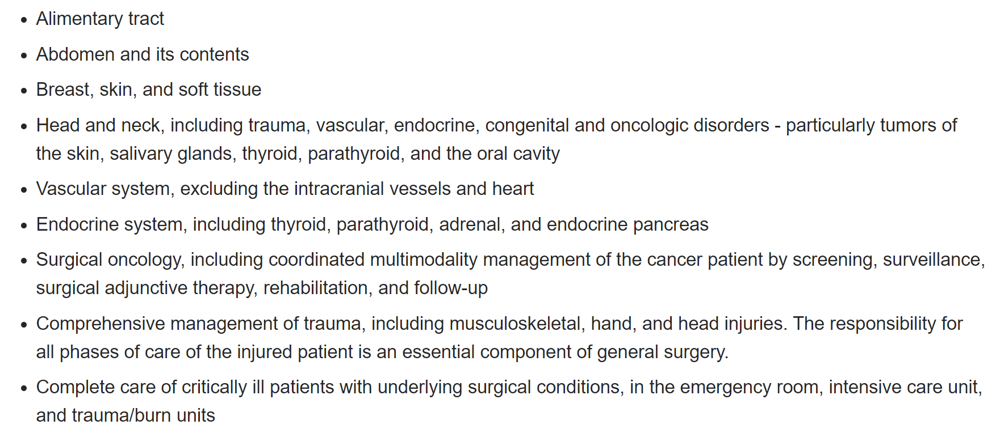 • Alimentary tract
• Abdomen and its contents
• Breast, skin, and soft tissue
• Head and neck, including trauma, vascular, endocrine, congenital and oncologic disorders - particularly tumors of
the skin, salivary glands, thyroid, parathyroid, and the oral cavity
• Vascular system, excluding the intracranial vessels and heart
• Endocrine system, including thyroid, parathyroid, adrenal, and endocrine pancreas
• Surgical oncology, including coordinated multimodality management of the cancer patient by screening, surveillance,
surgical adjunctive therapy, rehabilitation, and follow-up
• Comprehensive management of trauma, including musculoskeletal, hand, and head injuries. The responsibility for
all phases of care of the injured patient is an essential component of general surgery.
• Complete care of critically ill patients with underlying surgical conditions, in the emergency room, intensive care unit,
and trauma/burn units